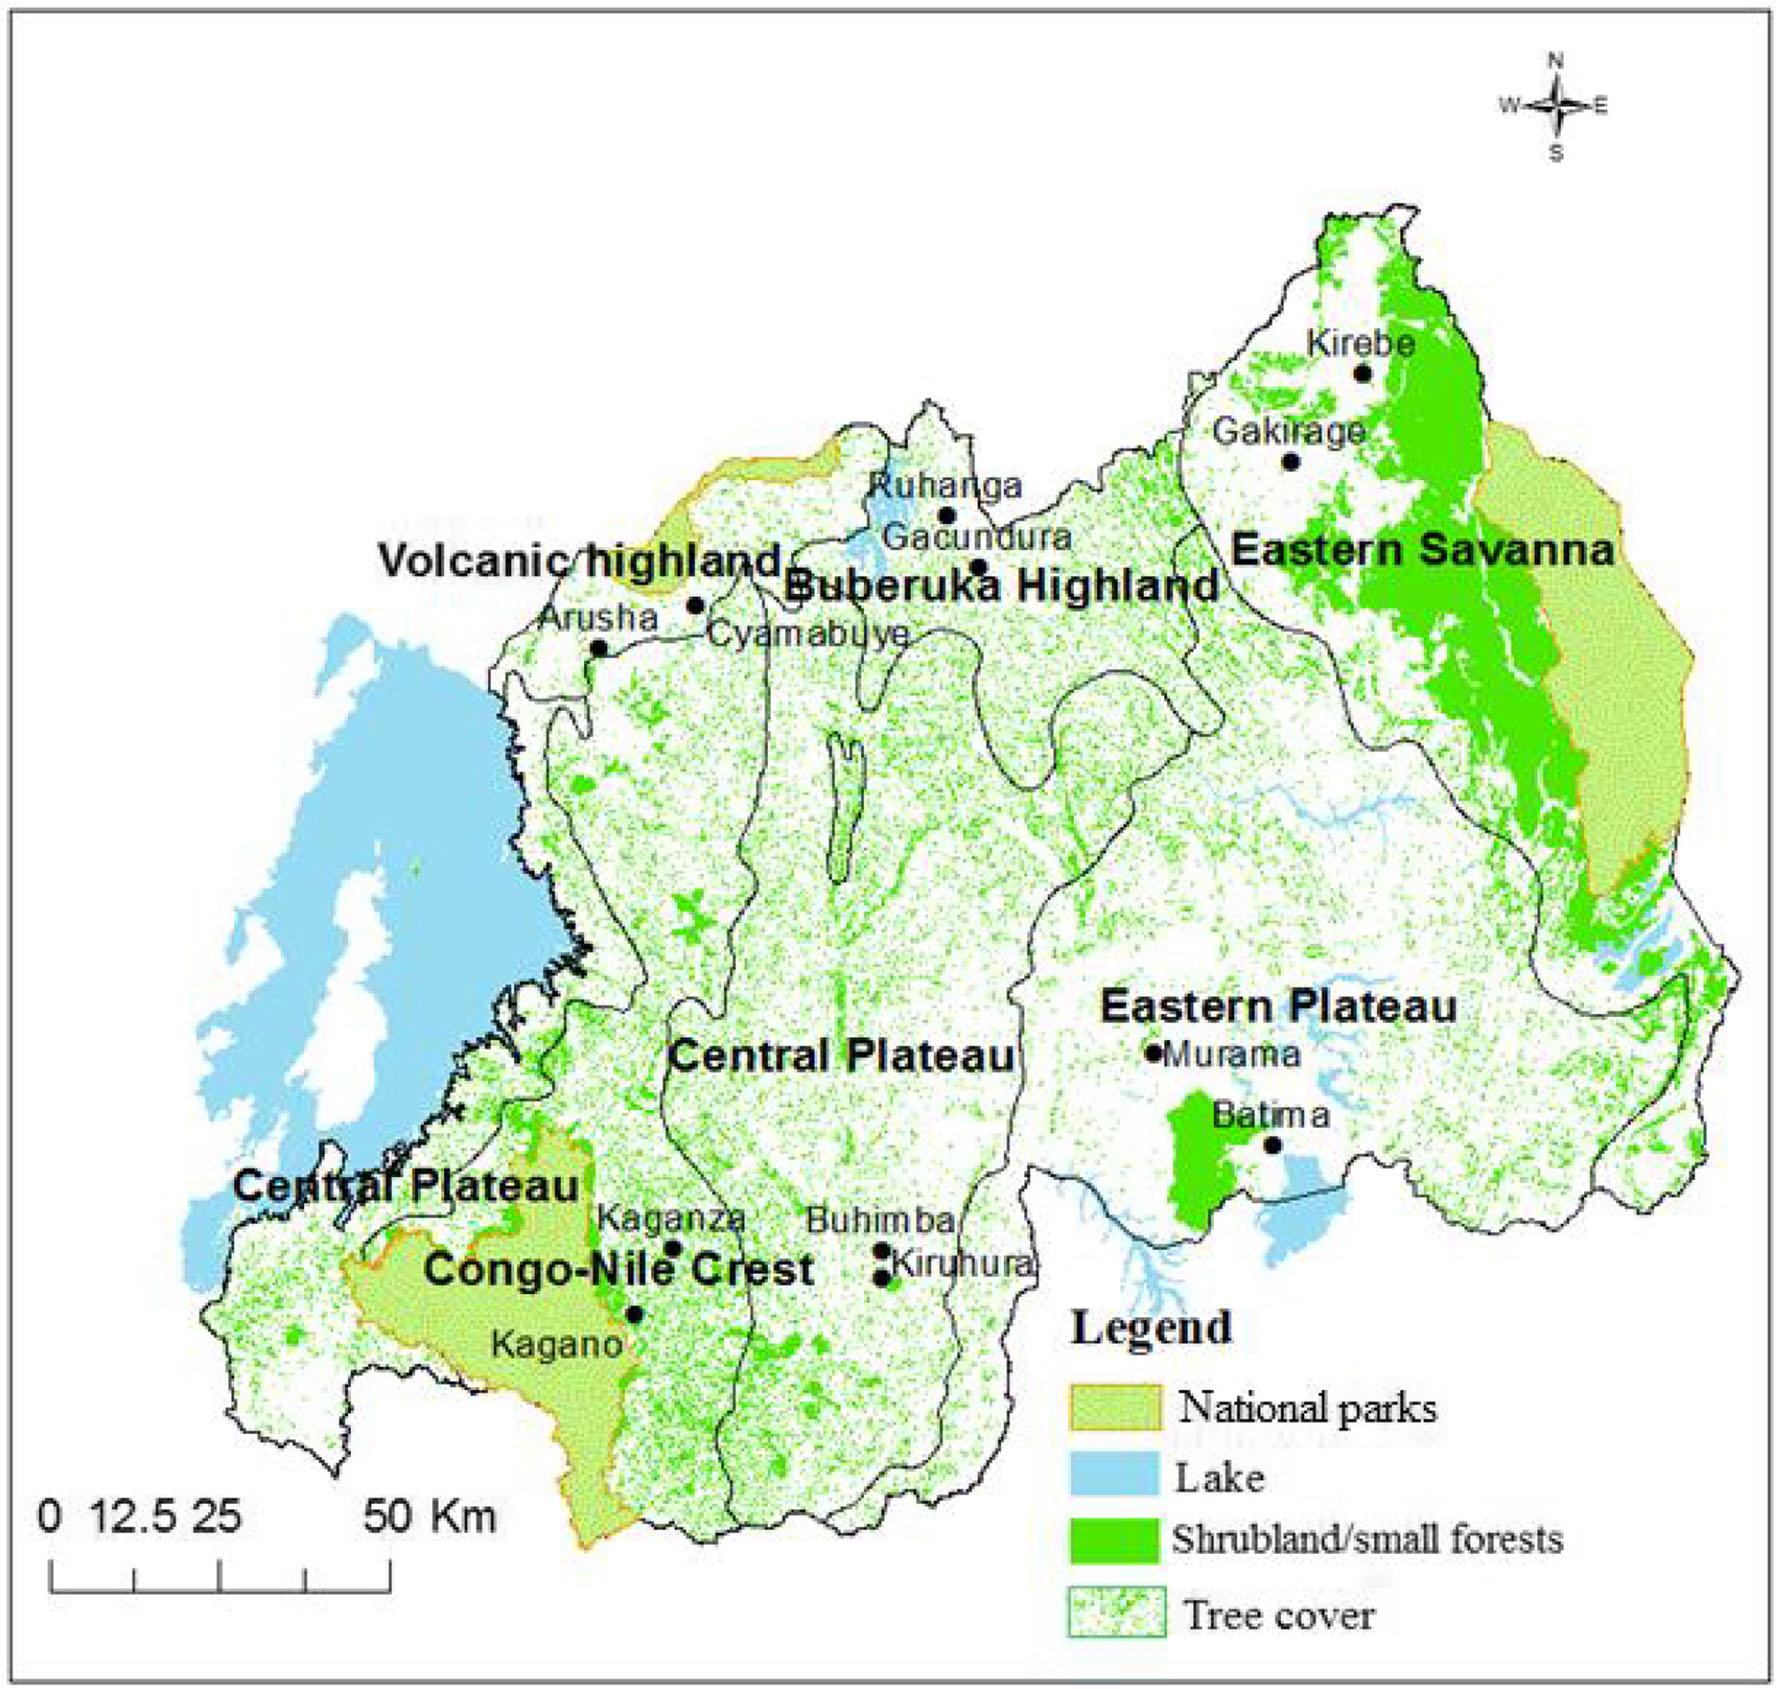 N
W E
S
Kirebe
Gakirage
Ruhanga
Gacundura
Eastern Savanna
Volcanic highland
Buberuka Highland
Arusha
Cyamabuye
Eastern Plateau
Central Plateau
Murama
Batima
Central Plateau
Kaganza
Buhimba
Kiruhura
Congo-Nile Crest
Kagano
Legend
National parks
Lake
Shrubland/small forests
Tree cover
0 12.5 25 50 Km